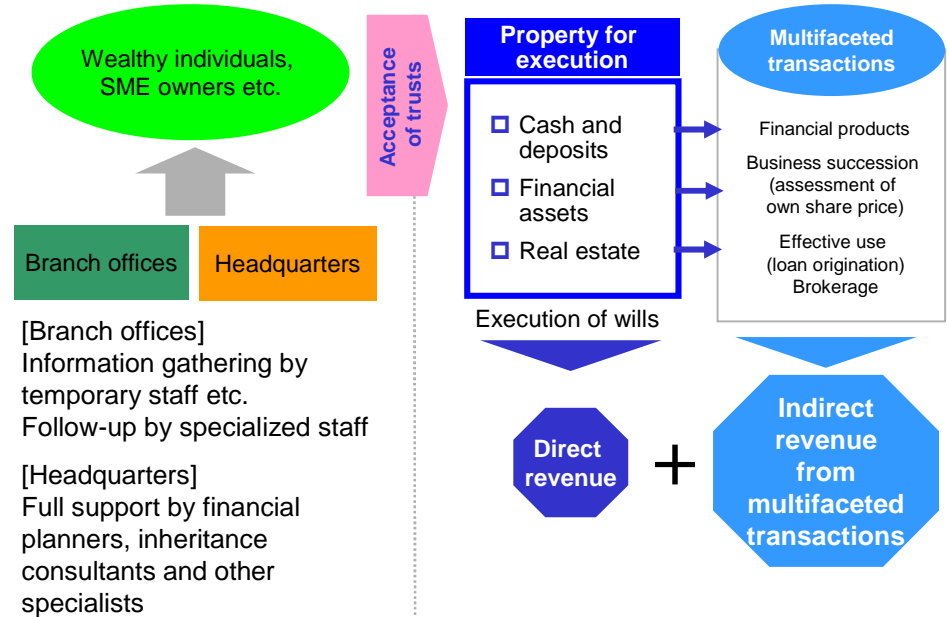 Wealthy individuals,
SME owners etc.
Branch offices
Headquarters
[Branch offices]
Information gathering by
temporary staff etc.
Follow-up by specialized staff
[Headquarters]
Full support by financial
planners, inheritance
consultants and other
specialists
Acceptance
of trusts
Property for
execution
Cash and
deposits
Financial
assets
Real estate
Execution of wills
Multifaceted
transactions
Financial products
Business succession
(assessment of
own share price)
Effective use
(loan origination)
Brokerage
Direct
revenue
+
Indirect
revenue
from
multifaceted
transactions